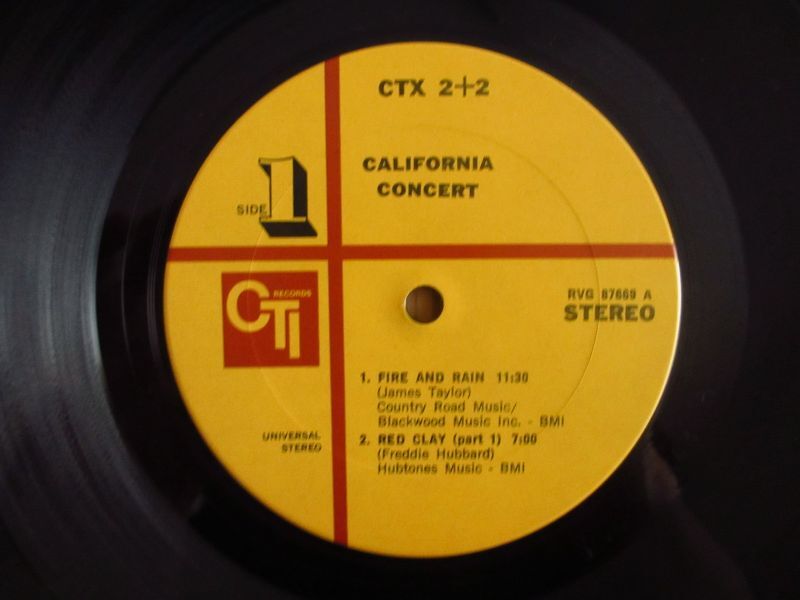 CTX 2+2
CALIFORNIA
CONCERT
SIDE 1
CTI
RECORDS
RVG 87669 A
STEREO
1. FIRE AND RAIN 11:30
(James Taylor)
Country Road Music/
Blackwood Music Inc. - BMI
2. RED CLAY (part 1) 7:00
(Freddie Hubbard)
Hubtones Music - BMI
UNIVERSAL
STEREO